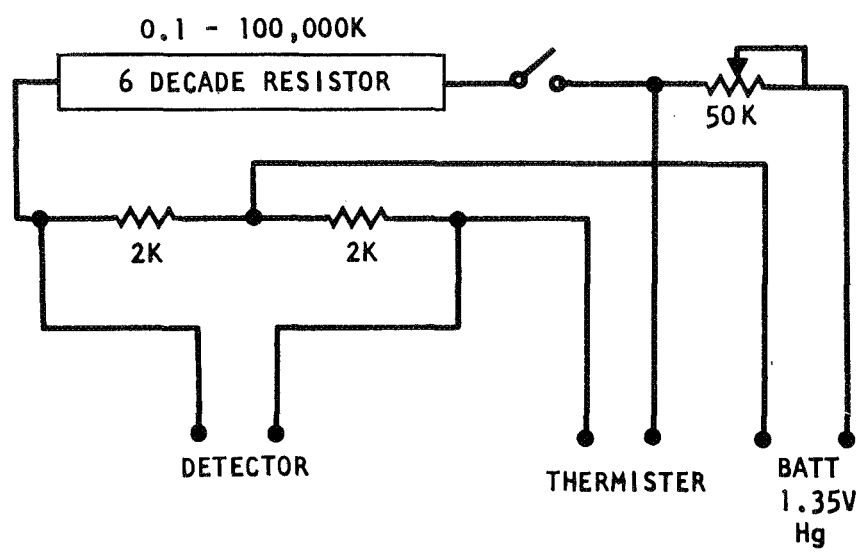 0.1 - 100,000K
6 DECADE RESISTOR
50K
2K
2K
DETECTOR
THERMISTER
BATT
1.35V
Hg